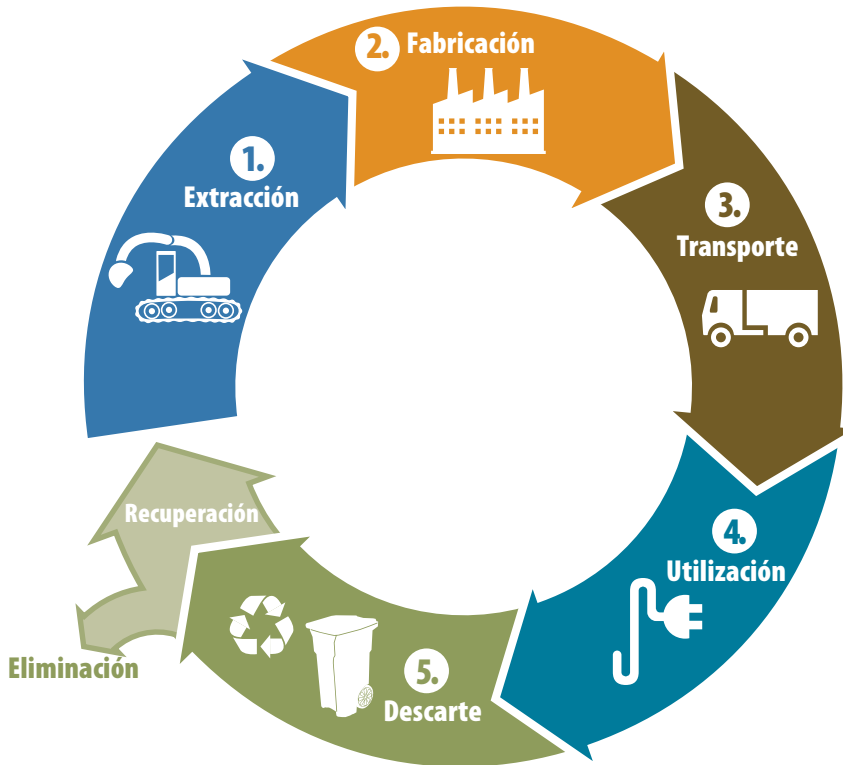 1.
Extracción
2. Fabricación
3.
Transporte
4.
Utilización
5.
Descarte
Recuperación
Eliminación